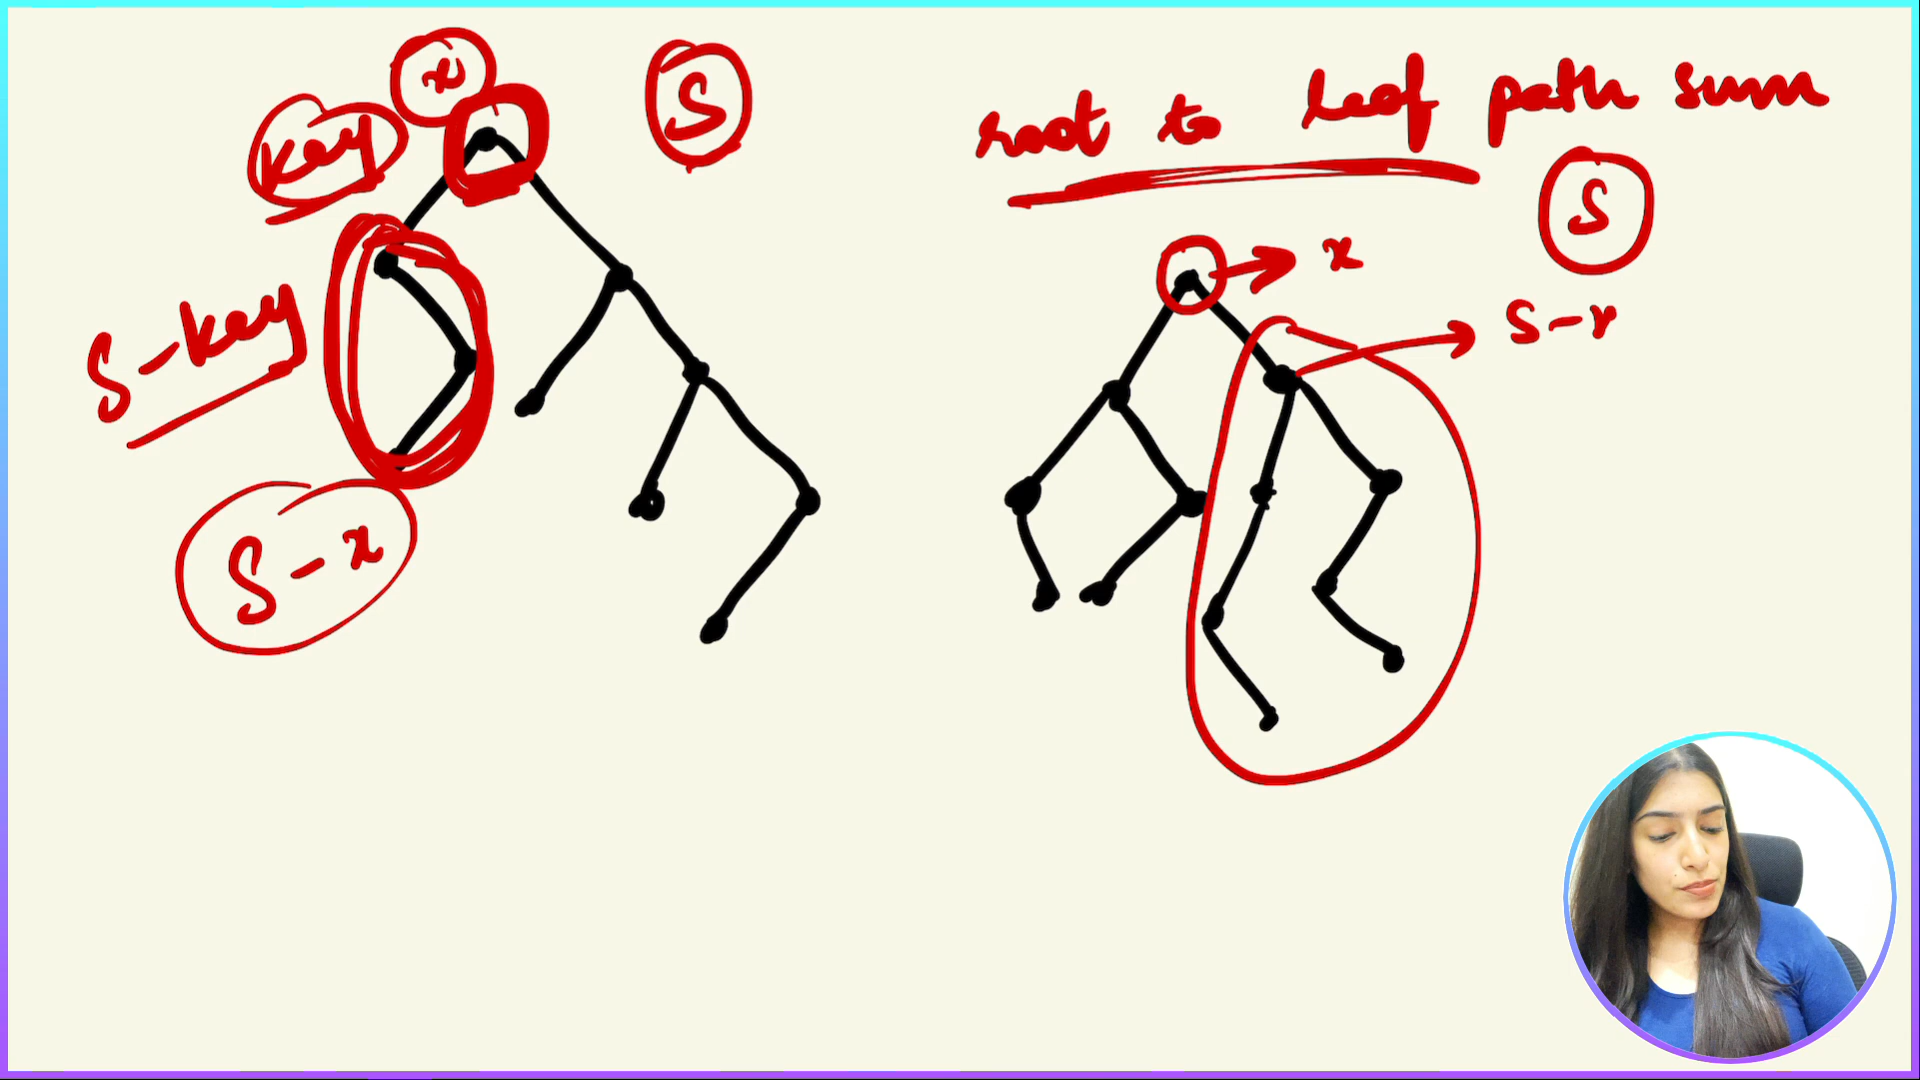 x
key
S
S-key
S-x
root to leaf path sum
S
x
S-x